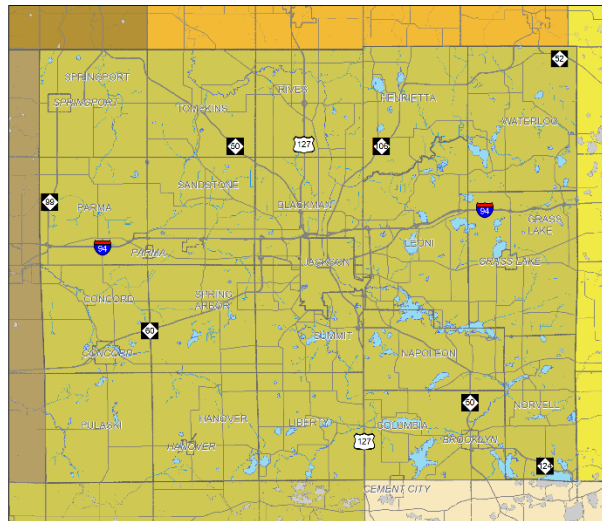 52
SPRINGPORT
RIVES
HENRIETTA
SPRINGPORT
TOMPKINS
WATERLOO
50
127
106
SANDSTONE
99
PARMA
BLACKMAN
94
GRASS
LAKE
LEONI
94
PARMA
JACKSON
GRASS LAKE
CONCORD
SPRING
ARBOR
60
SUMMIT
CONCORD
NAPOLEON
50
NORVELL
PULASKI
HANOVER
LIBERTY
COLUMBIA
HANOVER
127
BROOKLYN
124
CEMENT CITY